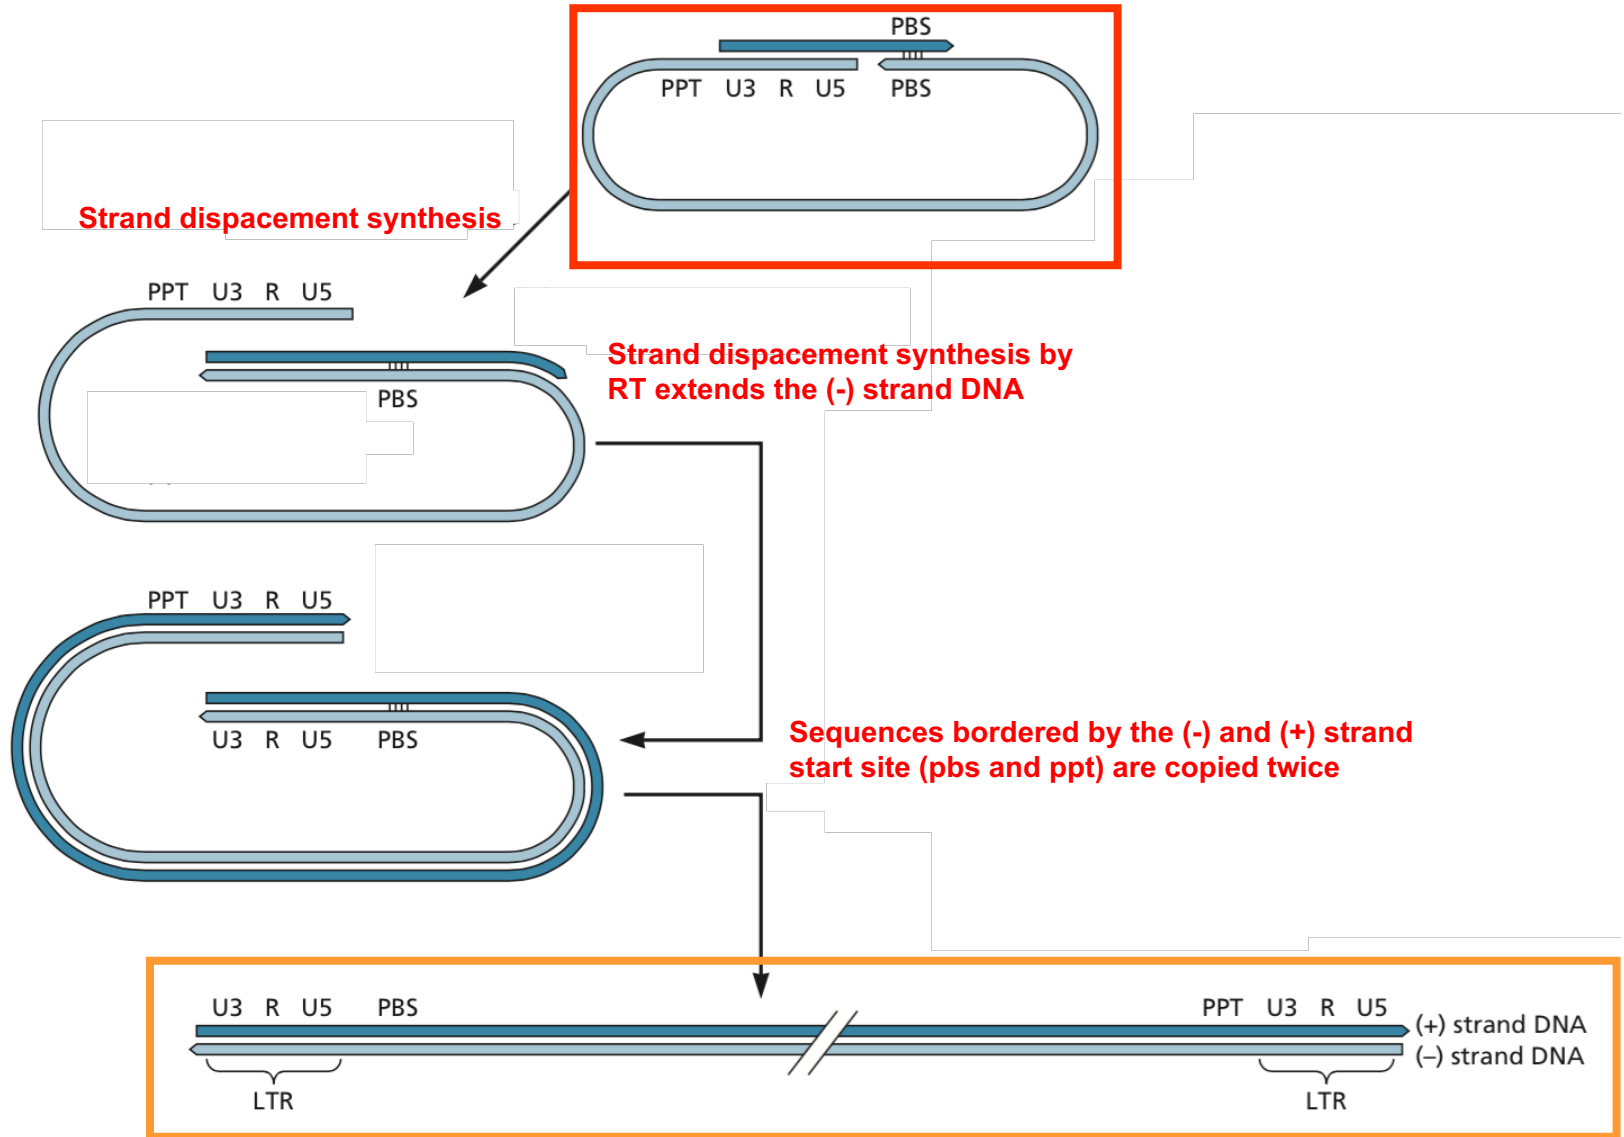 PBS
PPT U3 R U5 PBS
Strand dispacement synthesis
PPT U3 R U5
Strand dispacement synthesis by
RT extends the (-) strand DNA
PBS
PPT U3 R U5
U3 R U5 PBS
Sequences bordered by the (-) and (+) strand
start site (pbs and ppt) are copied twice
U3 R U5 PBS PPT U3 R U5
(+) strand DNA
(–) strand DNA
LTR LTR